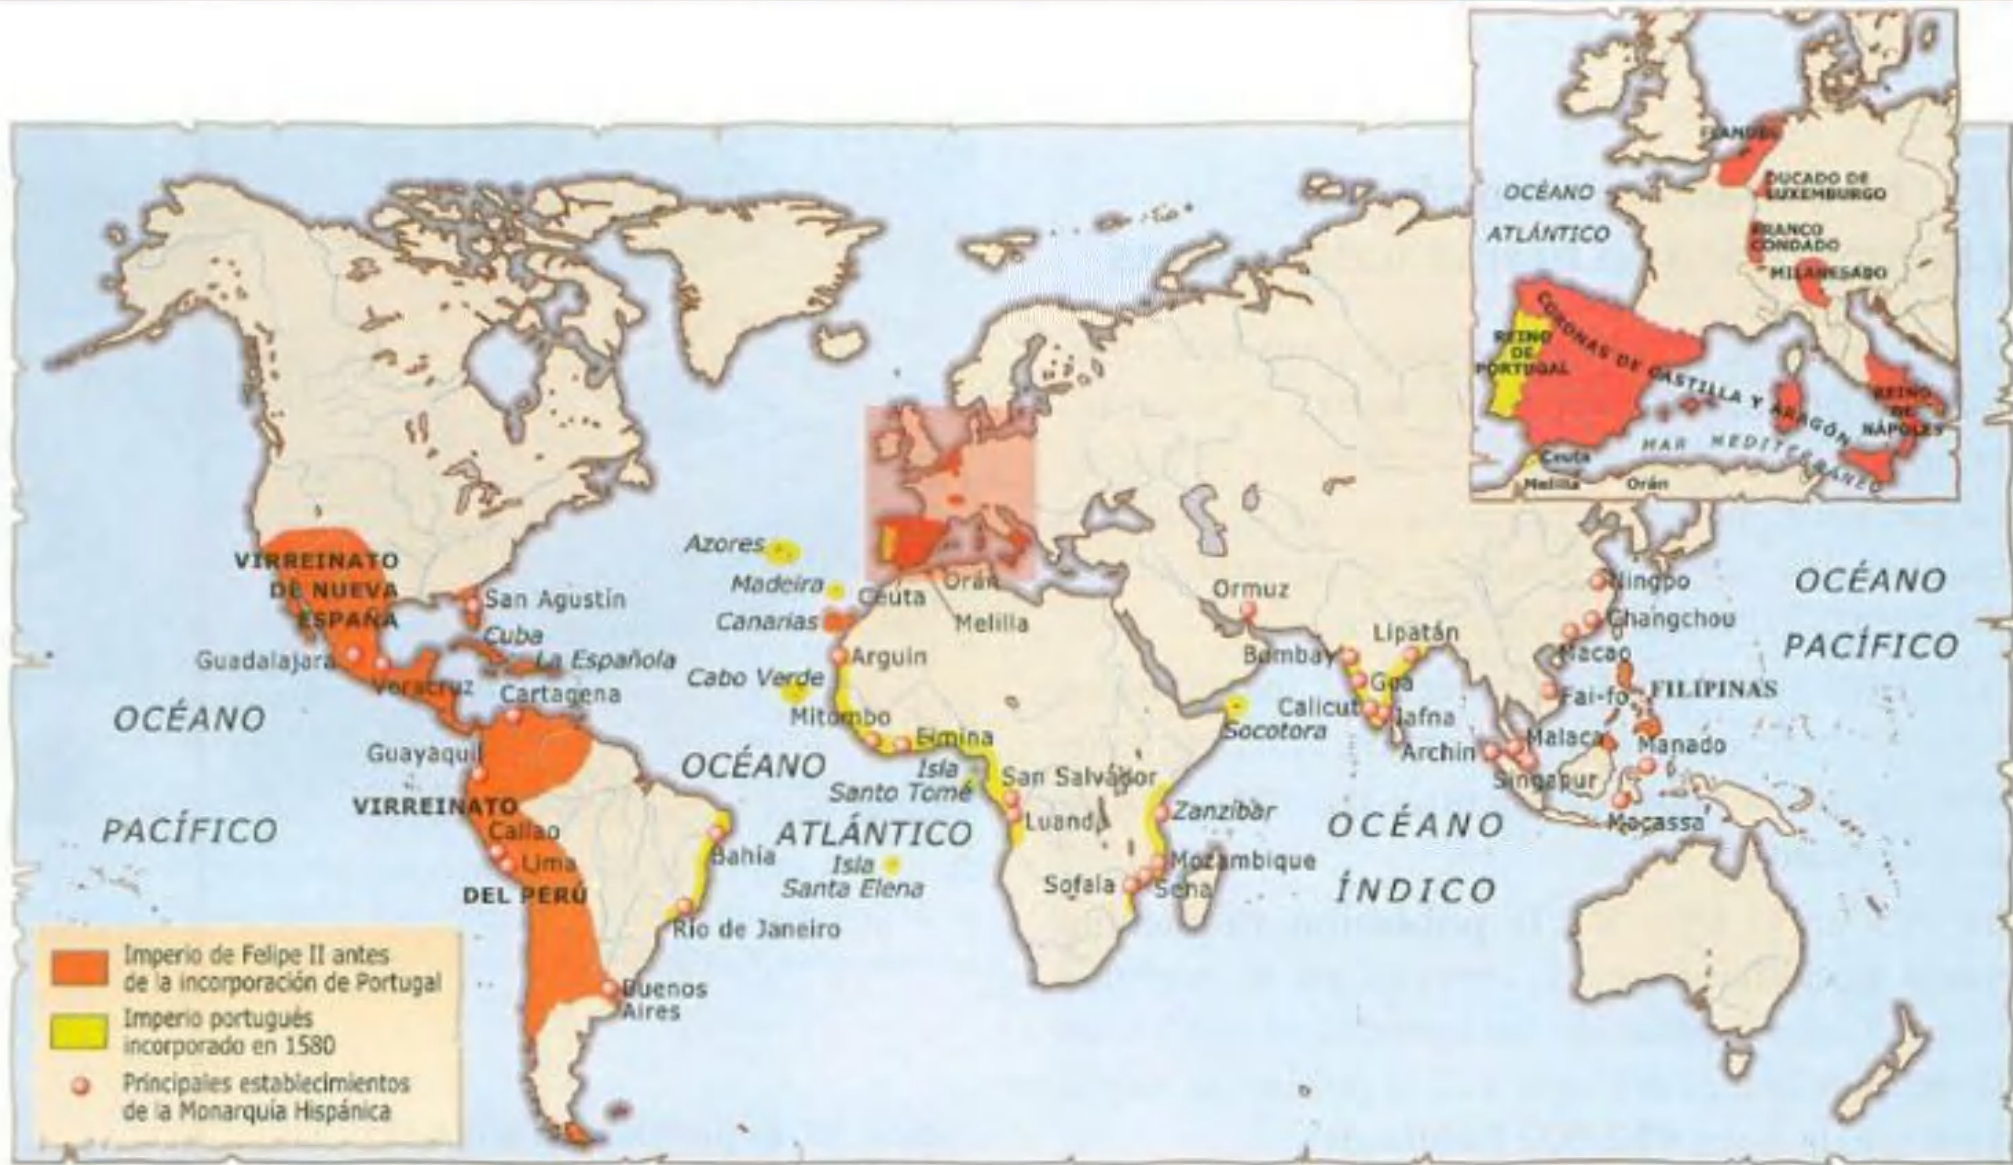 FLANDES
DUCADO DE
LUXEMBURGO
OCÉANO
ATLÁNTICO
FRANCO
CONDADO
MILANESADO
REINO
DE
PORTUGAL
CORONAS DE CASTILLA Y ARAGÓN
REINO
DE
NÁPOLES
MAR MEDITERRÁNEO
Ceuta
Melilla
Orán
VIRREINATO
DE NUEVA
ESPAÑA
San Agustín
Cuba
La Española
Guadalajara
Veracruz
Cartagena
OCÉANO
PACÍFICO
Guayaquil
VIRREINATO
DEL PERÚ
Callao
Lima
Bahía
Río de Janeiro
Buenos
Aires
Azores
Madeira
Canarias
Ceuta
Orán
Melilla
Arguin
Cabo Verde
Mitombo
Elmina
OCÉANO
ATLÁNTICO
Isla
Santo Tomé
San Salvador
Isla
Santa Elena
Zanzíbar
Mozambique
Sofala
Sena
Ormuz
Bombay
Lipatán
Goa
Calicut
Jafna
Socotora
Archin
OCÉANO
ÍNDICO
Ningpo
Changchou
Macao
Fai-fo
FILIPINAS
Malaca
Manado
Singapur
OCÉANO
PACÍFICO
Imperio de Felipe II antes
de la incorporación de Portugal
Imperio portugués
incorporado en 1580
Principales establecimientos
de la Monarquía Hispánica